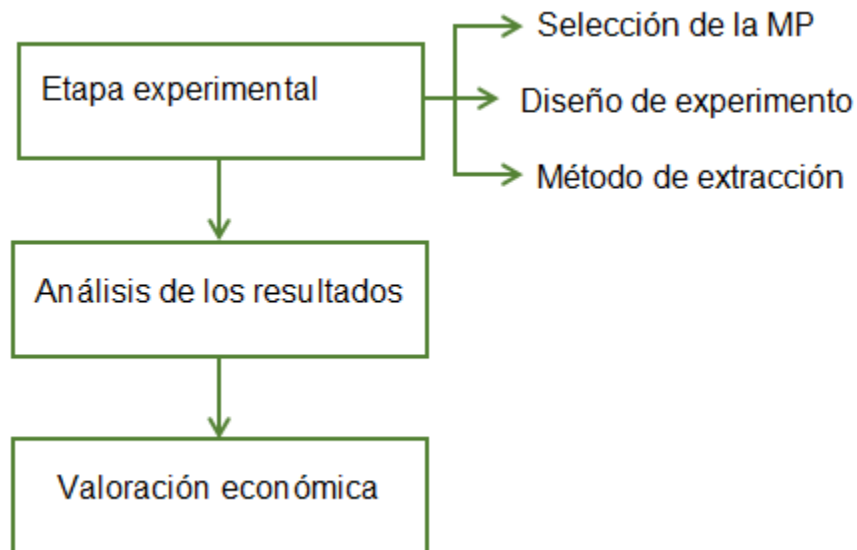 Etapa experimental
Selección de la MP
Diseño de experimento
Método de extracción
Análisis de los resultados
Valoración económica